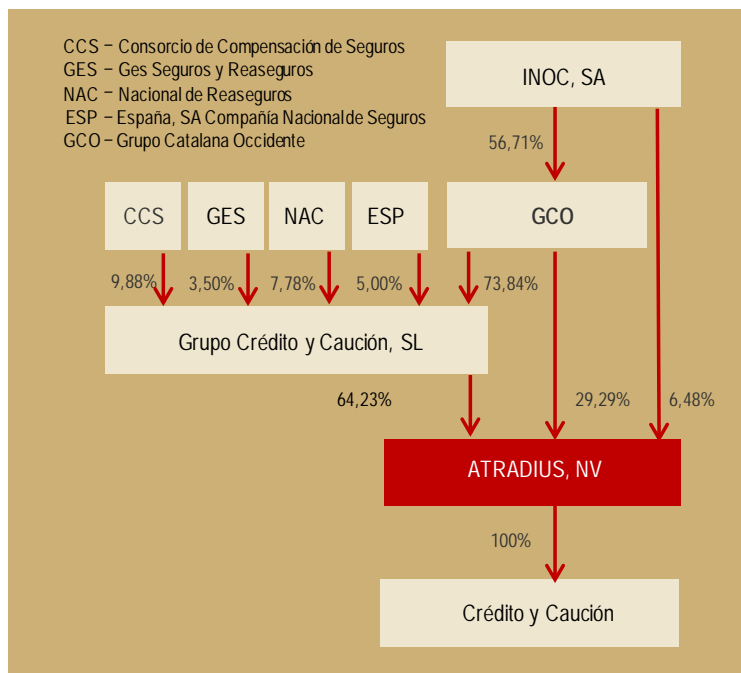 CCS – Consorcio de Compensación de Seguros
GES – Ges Seguros y Reaseguros
NAC – Nacional de Reaseguros
ESP – España, SA Compañía Nacional de Seguros
GCO – Grupo Catalana Occidente
INOC, SA
56,71%
CCS
GES
NAC
ESP
GCO
9,88%
3,50%
7,78%
5,00%
73,84%
Grupo Crédito y Caución, SL
64,23%
29,29%
6,48%
ATRADIUS, NV
100%
Crédito y Caución